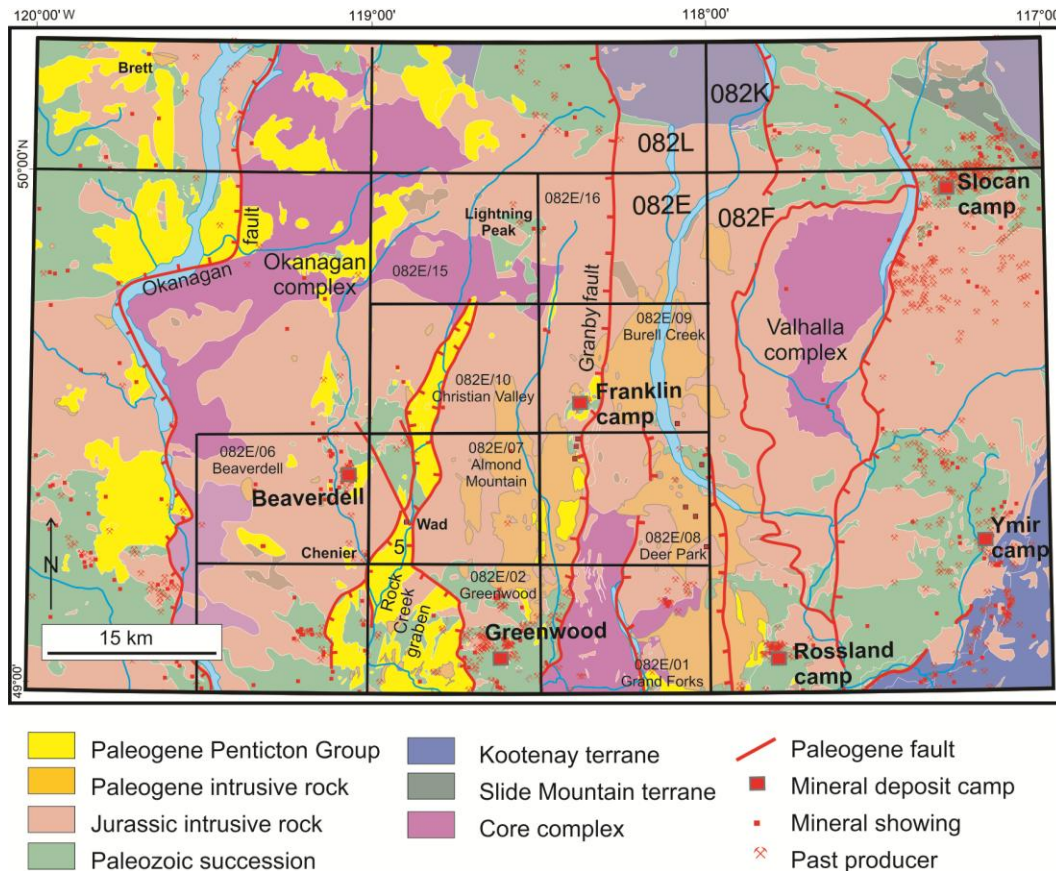 120°00' W
119°00'
118°00'
117°00'
Brett
082K
082L
50°00'N
082E/16
082E
082F
Slocan
camp
Lightning
Peak
fault
Okanagan
Okanagan
complex
082E/15
Granby fault
082E/09
Burell Creek
Valhalla
complex
082E/10
Christian Valley
Franklin
camp
082E/06
Beaverdell
082E/07
Almond
Mountain
Beaverdell
Wad
Ymir
camp
Chenier
5
082E/08
Deer Park
N
082E/02
Greenwood
Rock
Creek
graben
15 km
Greenwood
Rossland
camp
082E/01
Grand Forks
49°00'
Paleogene Penticton Group
Paleogene intrusive rock
Jurassic intrusive rock
Paleozoic succession
Kootenay terrane
Slide Mountain terrane
Core complex
Paleogene fault
Mineral deposit camp
Mineral showing
Past producer